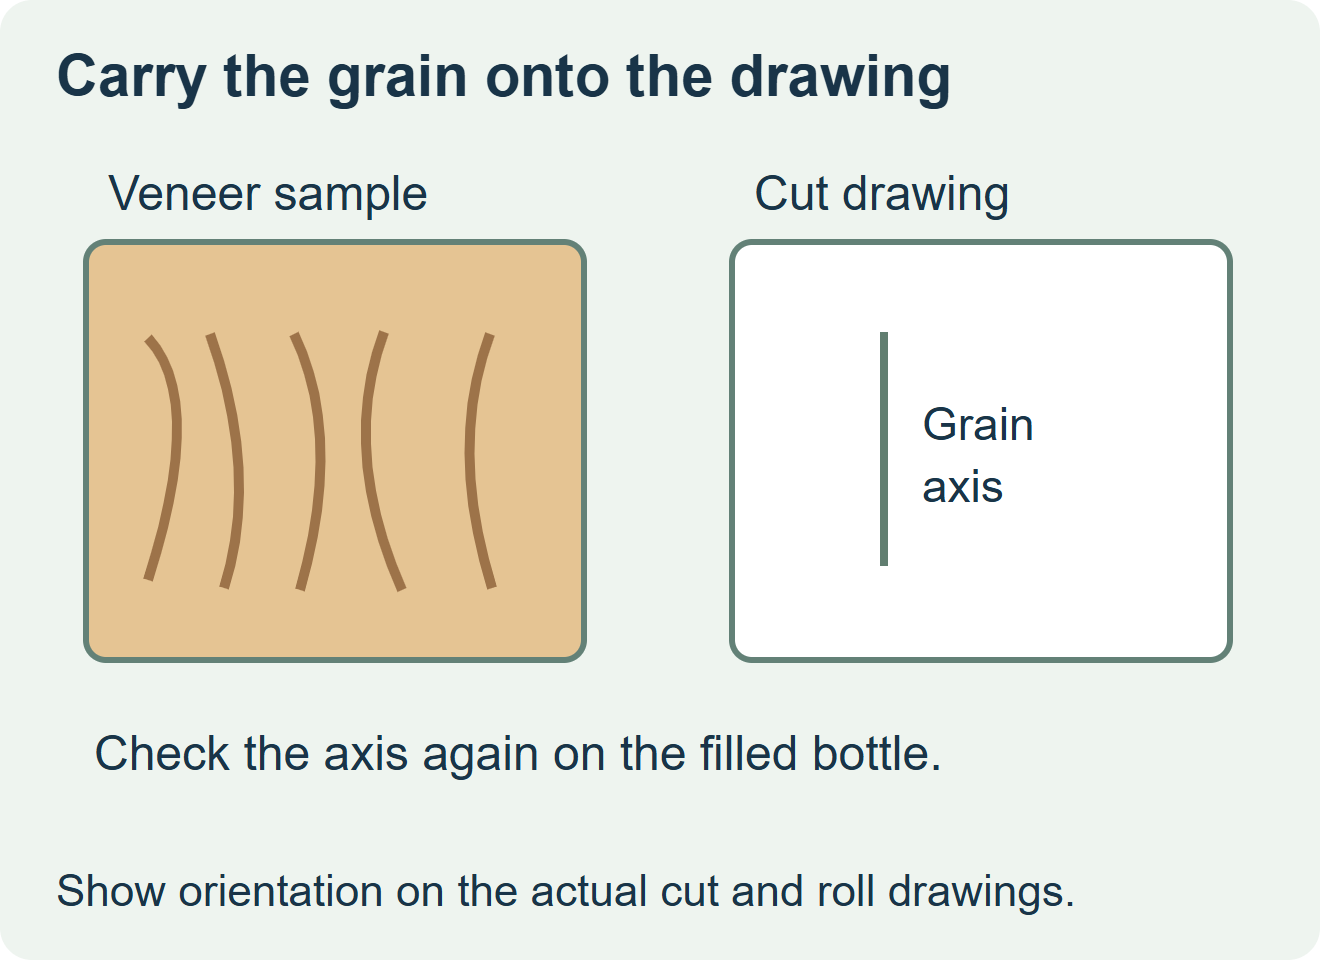 Carry the grain onto the drawing
Veneer sample
Cut drawing
Grain
axis
Check the axis again on the filled bottle.
Show orientation on the actual cut and roll drawings.